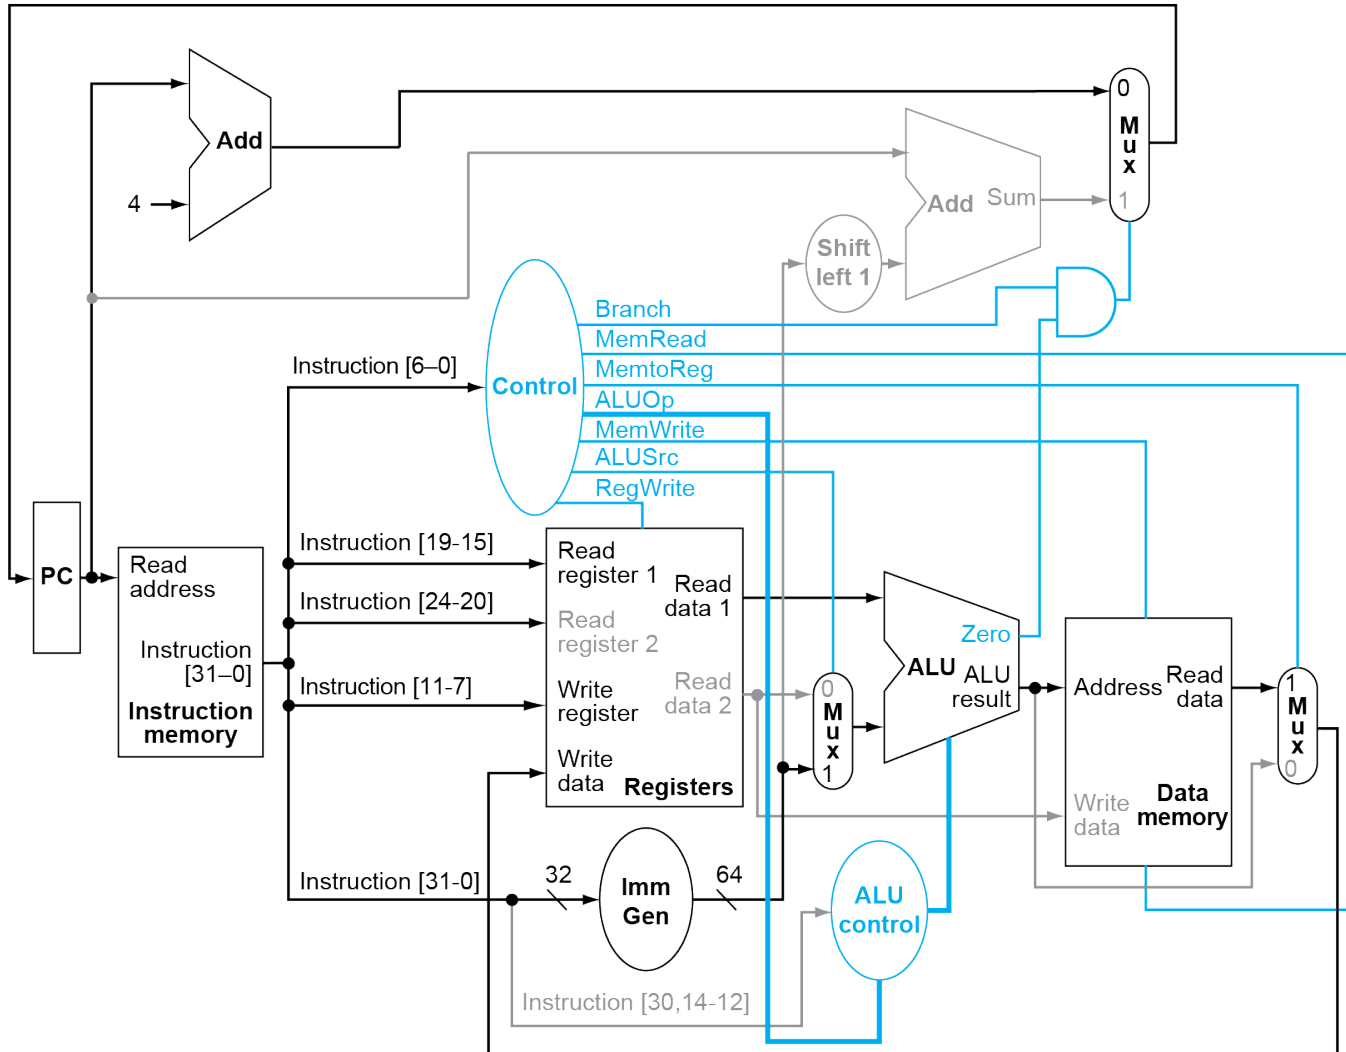 0
M
u
x
1
Add
4
Add Sum
Shift
left 1
Branch
MemRead
MemtoReg
ALUOp
MemWrite
ALUSrc
RegWrite
Control
Instruction [6–0]
Instruction [19-15]
Instruction [24-20]
Instruction [11-7]
Instruction [31-0]
PC
Read
address
Instruction
[31–0]
Instruction
memory
Read
register 1
Read
register 2
Write
register
Write
data
Read
data 1
Read
data 2
Registers
0
M
u
x
1
Zero
ALU
ALU
result
Address
Read
data
Write
data
Data
memory
1
M
u
x
0
32
Imm
Gen
64
ALU
control
Instruction [30,14-12]